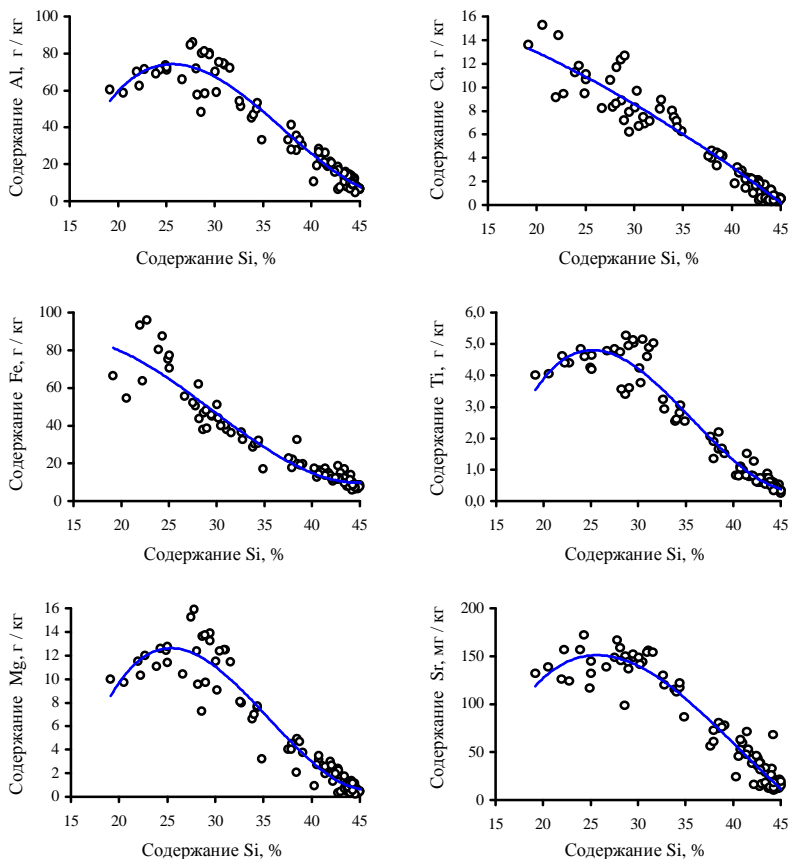 Содержание Al, г / кг
100
80
60
40
20
0
15 20 25 30 35 40 45
Содержание Si, %
Содержание Ca, г / кг
16
14
12
10
8
6
4
2
0
15 20 25 30 35 40 45
Содержание Si, %
Содержание Fe, г / кг
100
80
60
40
20
0
15 20 25 30 35 40 45
Содержание Si, %
Содержание Ti, г / кг
6,0
5,0
4,0
3,0
2,0
1,0
0,0
15 20 25 30 35 40 45
Содержание Si, %
Содержание Mg, г / кг
16
14
12
10
8
6
4
2
0
15 20 25 30 35 40 45
Содержание Si, %
Содержание Sr, мг / кг
200
150
100
50
0
15 20 25 30 35 40 45
Содержание Si, %